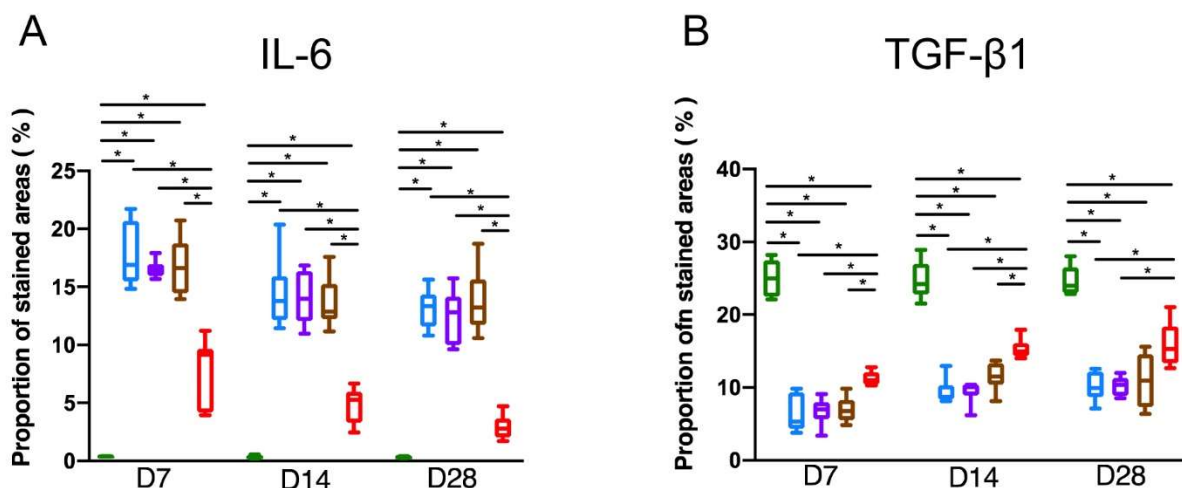 A
IL-6
Proportion of stained areas ( % )
25
20
15
10
5
0
* * * * * * *
* * * * * * *
* * * * * * *
D7 D14 D28
B
TGF-β1
Proportion ofn stained areas ( % )
40
30
20
10
0
* * * * * * *
* * * * * * *
* * * * * *
D7 D14 D28